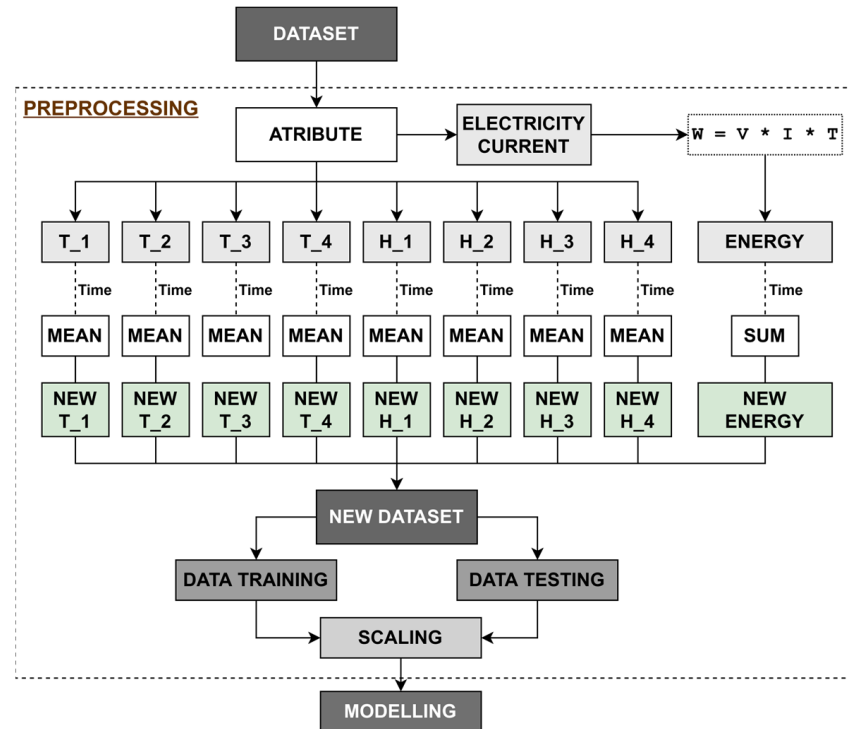 DATASET
PREPROCESSING
ATRIBUTE
ELECTRICITY
CURRENT
W = V * I * T
T_1
T_2
T_3
T_4
H_1
H_2
H_3
H_4
ENERGY
Time
Time
Time
Time
Time
Time
Time
Time
Time
MEAN
MEAN
MEAN
MEAN
MEAN
MEAN
MEAN
MEAN
SUM
NEW
T_1
NEW
T_2
NEW
T_3
NEW
T_4
NEW
H_1
NEW
H_2
NEW
H_3
NEW
H_4
NEW
ENERGY
NEW DATASET
DATA TRAINING
DATA TESTING
SCALING
MODELLING